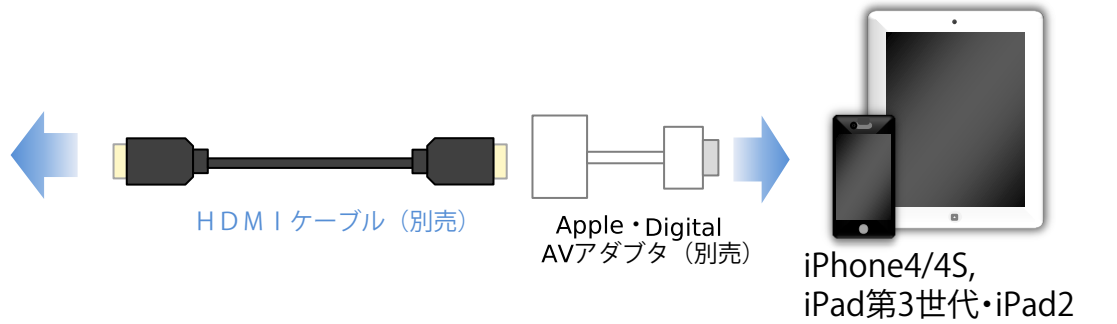 HDMIケーブル（別売）
Apple・Digital
AVアダブタ（別売）
iPhone4/4S,
iPad第3世代・iPad2